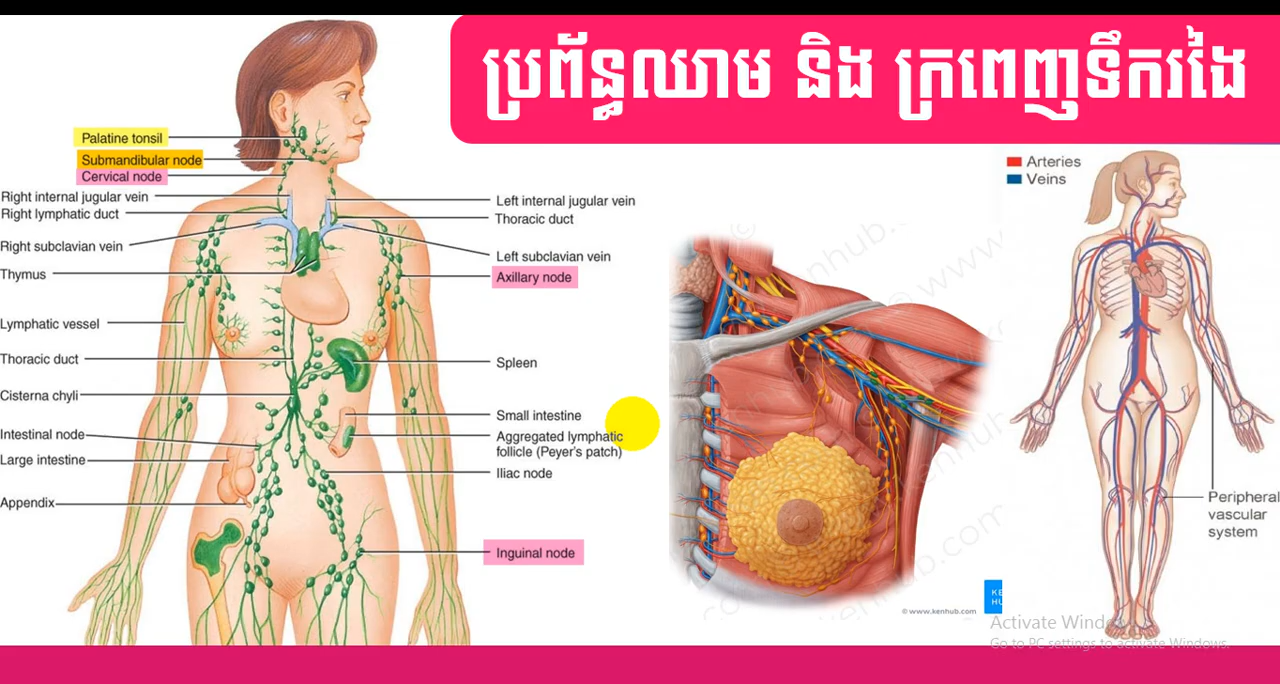 ប្រព័ន្ធឈាម និង ក្រពេញទឹករងៃ
Palatine tonsil
Submandibular node
Cervical node
Right internal jugular vein
Right lymphatic duct
Right subclavian vein
Thymus
Lymphatic vessel
Thoracic duct
Cisterna chyli
Intestinal node
Large intestine
Appendix
Left internal jugular vein
Thoracic duct
Left subclavian vein
Axillary node
Spleen
Small intestine
Aggregated lymphatic
follicle (Peyer's patch)
Iliac node
Inguinal node
© www.kenhub.com
KE
HU
Arteries
Veins
Peripheral
vascular
system
Activate Windo
Go to PC settings to activate Windows.